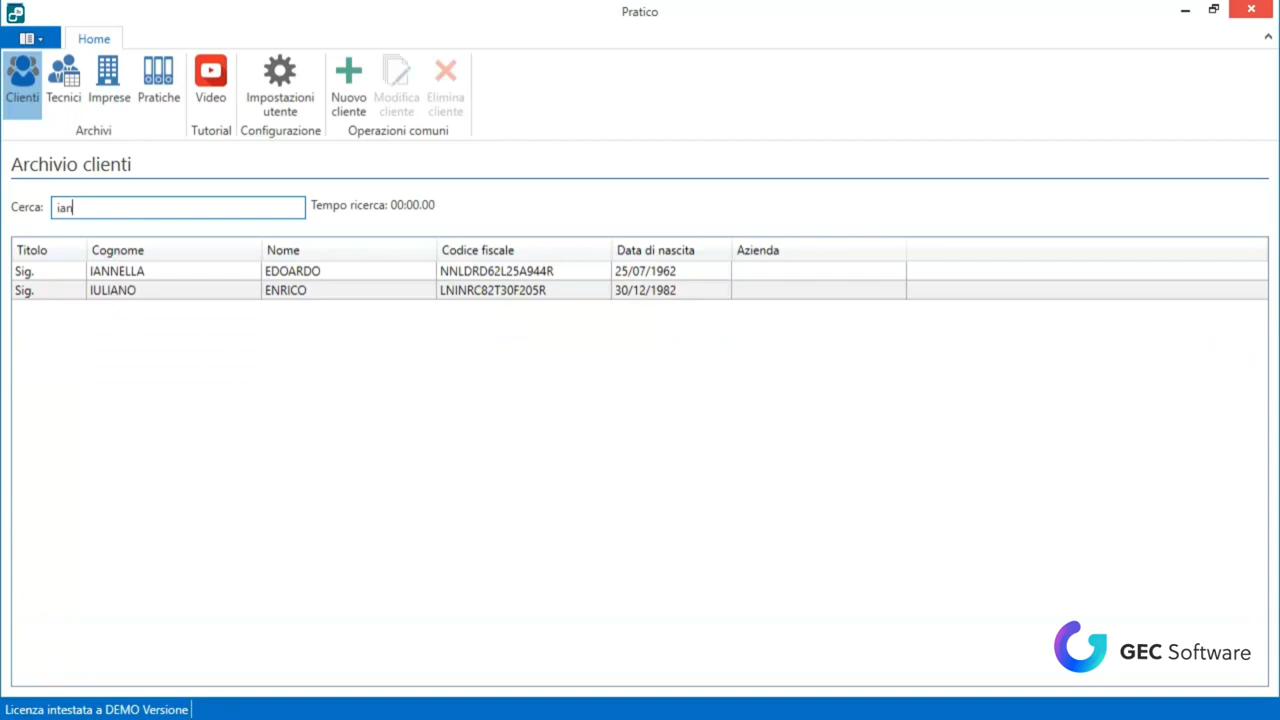 Pratico
Home
Clienti
Tecnici
Imprese
Pratiche
Video
Impostazioni utente
Nuovo cliente
Modifica cliente
Elimina cliente
Archivi
Tutorial
Configurazione
Operazioni comuni
Archivio clienti
Cerca: ian Tempo ricerca: 00:00.00
Titolo Cognome Nome Codice fiscale Data di nascita Azienda
Sig. IANNELLA EDOARDO NNLDRD62L25A944R 25/07/1962
Sig. IULIANO ENRICO LNINRC82T30F205R 30/12/1982
GEC Software
Licenza intestata a DEMO Versione